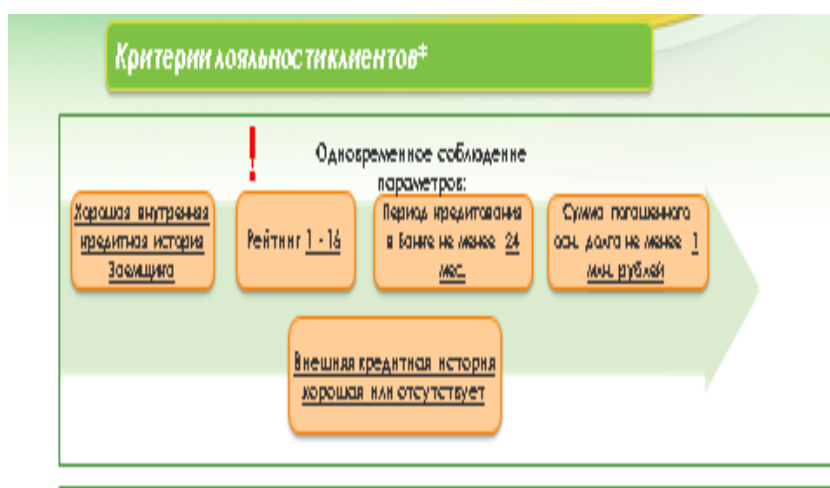 Критерии лояльности клиентов‡
!
Одновременное соблюдение
параметров:
Хорошая внутренняя
кредитная история
Заемщика
Рейтинг 1 - 16
Период кредитования
в Банке не менее 24
мес.
Сумма погашенного
осн. долга не менее 1
млн. рублей
Внешняя кредитная история
хорошая или отсутствует